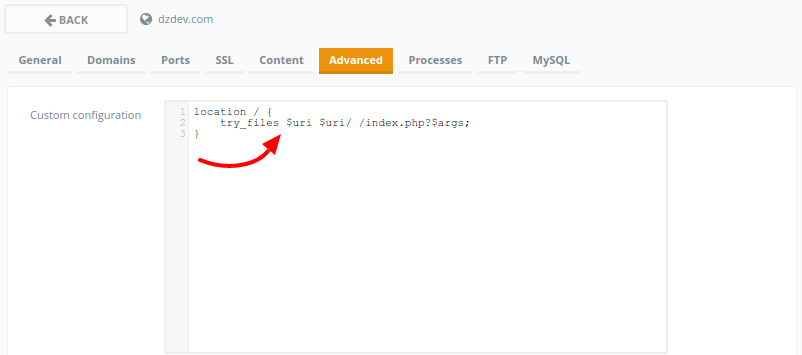 BACK
dzdev.com
General Domains Ports SSL Content Advanced Processes FTP MySQL
Custom configuration
1 location / {
2 try_files $uri $uri/ /index.php?$args;
3 }